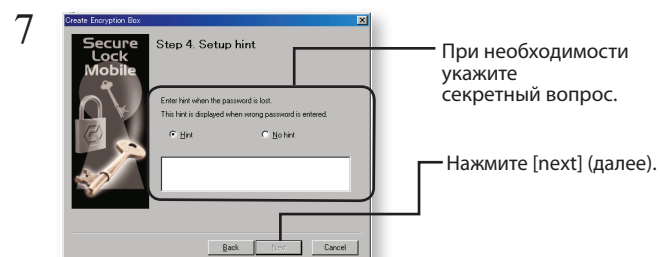 7
Create Encryption Box
Secure
Lock
Mobile
Step 4. Setup hint
Enter hint when the password is lost.
This hint is displayed when wrong password is entered.
Hint
No hint
Back
Next
Cancel
При необходимости
укажите
секретный вопрос.
Нажмите [next] (далее).